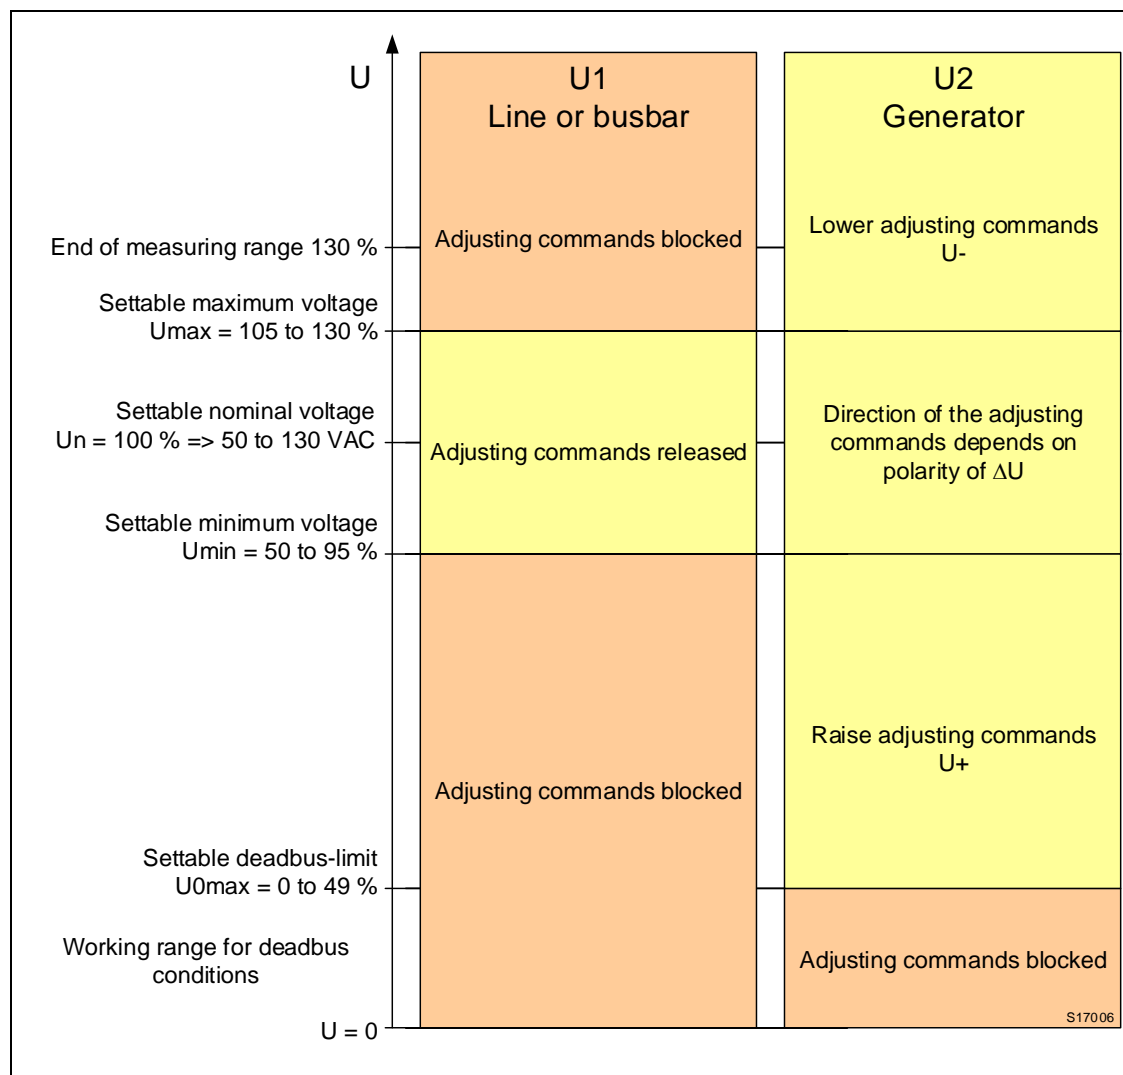 U
U1
Line or busbar
U2
Generator
End of measuring range 130 %
Adjusting commands blocked
Lower adjusting commands
U-
Settable maximum voltage
Umax = 105 to 130 %
Settable nominal voltage
Un = 100 % => 50 to 130 VAC
Adjusting commands released
Direction of the adjusting
commands depends on
polarity of ΔU
Settable minimum voltage
Umin = 50 to 95 %
Raise adjusting commands
U+
Adjusting commands blocked
Settable deadbus-limit
U0max = 0 to 49 %
Working range for deadbus
conditions
Adjusting commands blocked
U = 0
S17006